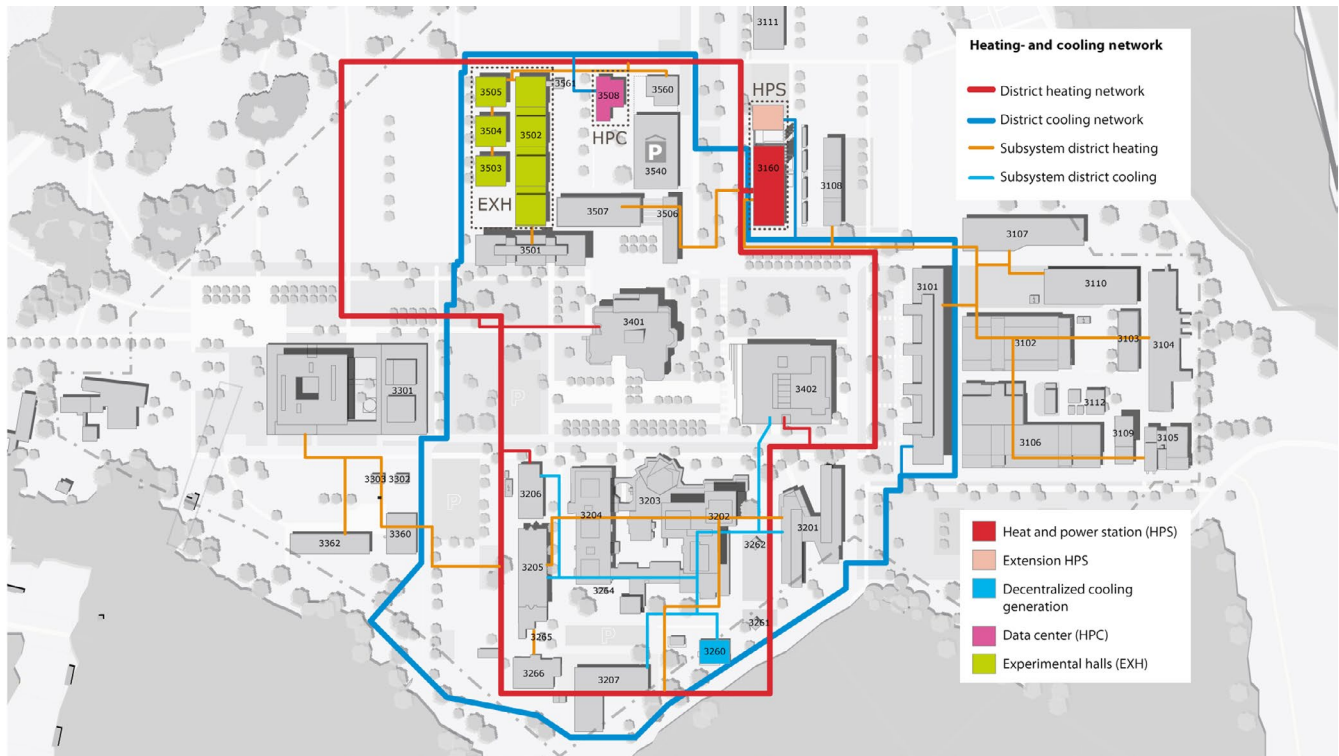 3111
Heating- and cooling network
District heating network
District cooling network
Subsystem district heating
Subsystem district cooling
HPS
3505
3561
3508
3560
3504
3502
HPC
3503
P
3540
3160
3108
EXH
3507
3506
3501
3107
3101
3110
3401
3102
3103
3104
3402
3301
P
3112
3106
3109
3105
3303
3302
3206
P
3204
3203
3202
3201
3262
3360
3362
3205
3264
3261
3265
P
3260
3266
3207
Heat and power station (HPS)
Extension HPS
Decentralized cooling
generation
Data center (HPC)
Experimental halls (EXH)